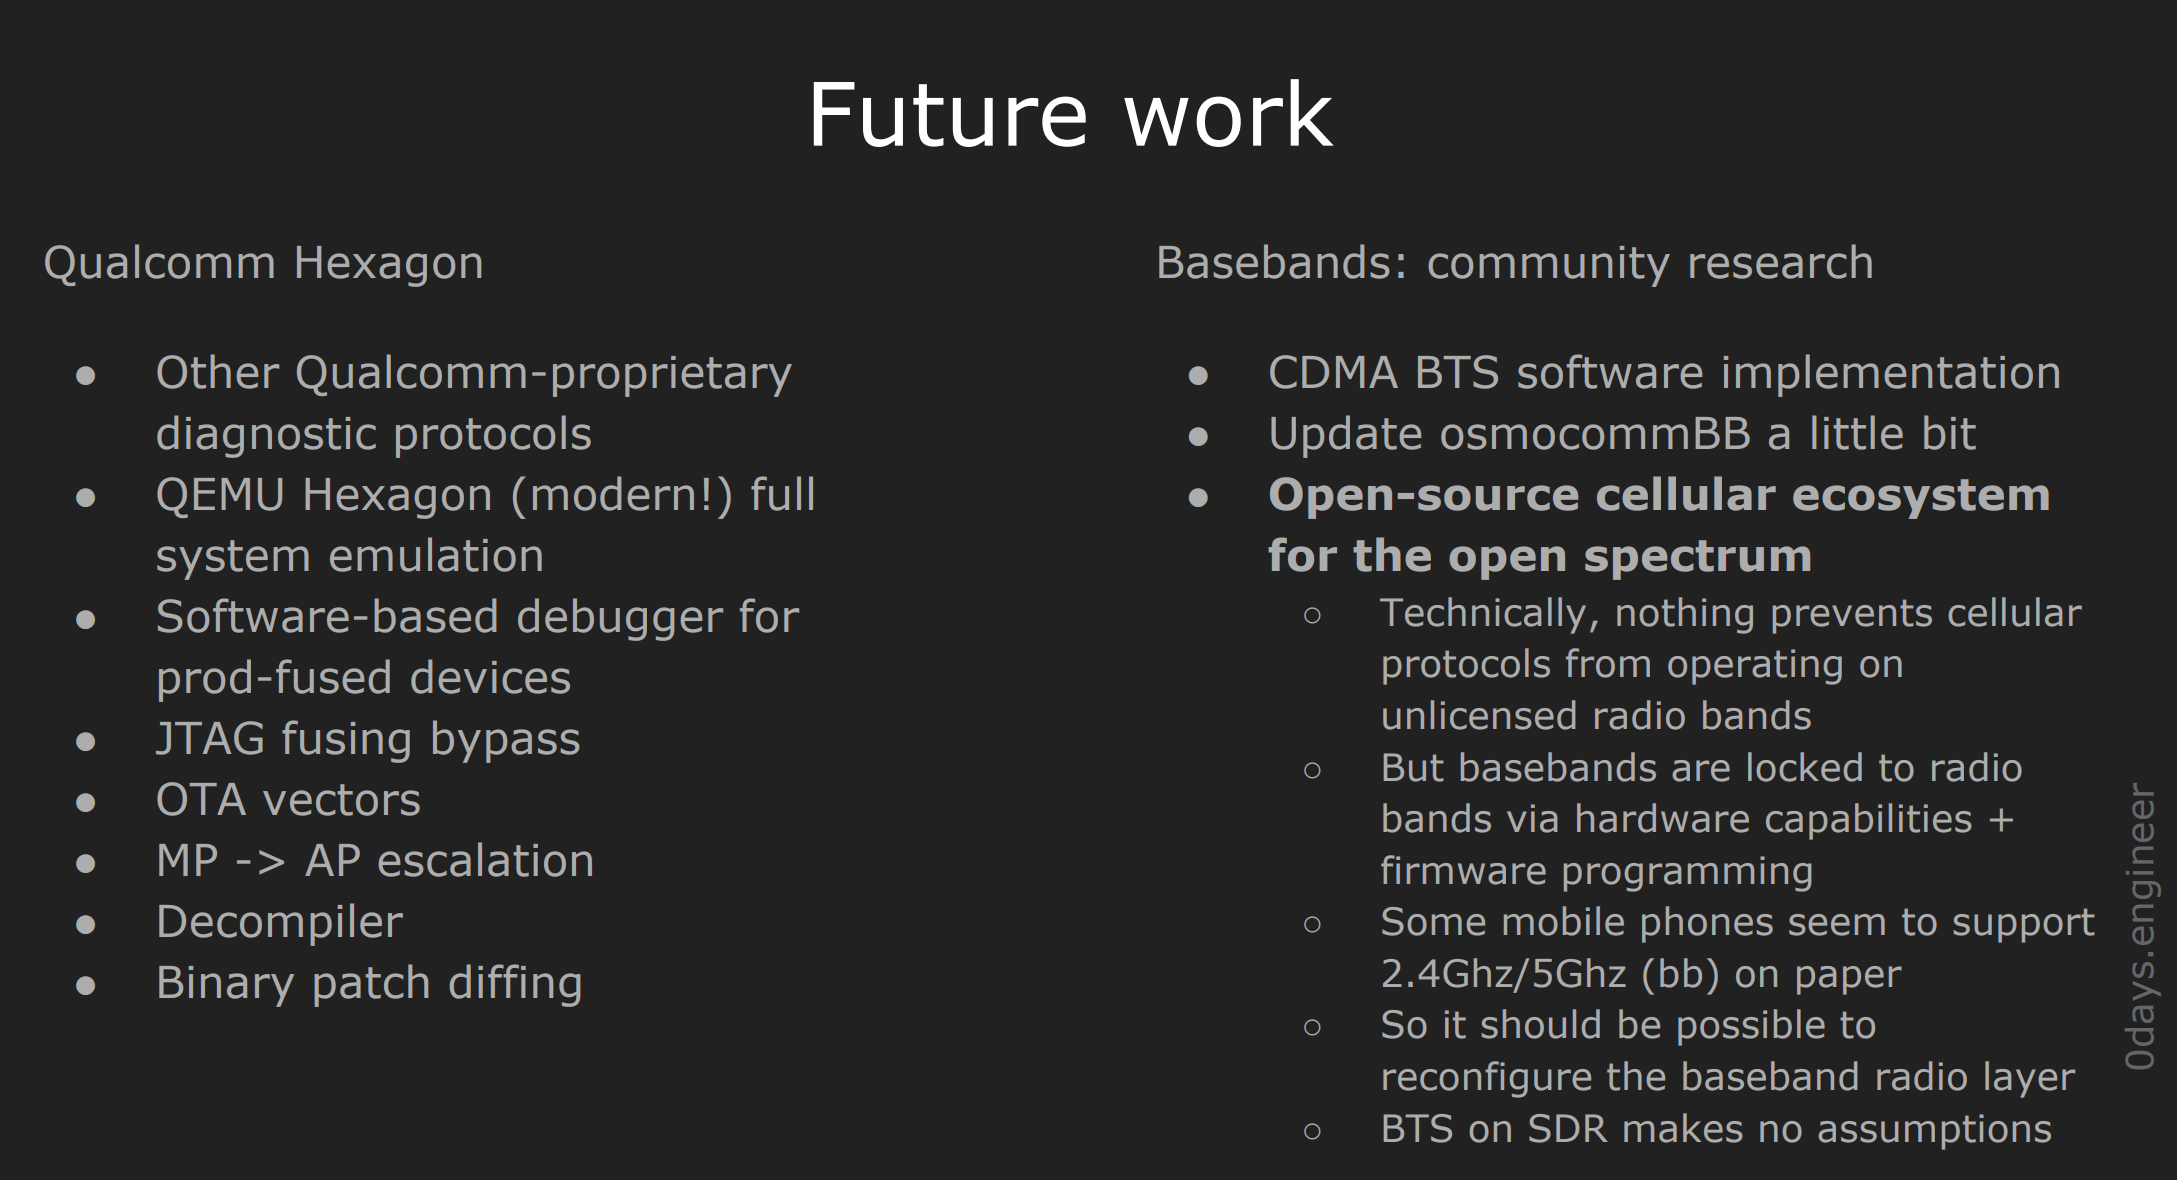 Future work
Qualcomm Hexagon
● Other Qualcomm-proprietary
diagnostic protocols
● QEMU Hexagon (modern!) full
system emulation
● Software-based debugger for
prod-fused devices
● JTAG fusing bypass
● OTA vectors
● MP -> AP escalation
● Decompiler
● Binary patch diffing
Basebands: community research
● CDMA BTS software implementation
● Update osmocommBB a little bit
● Open-source cellular ecosystem
for the open spectrum
○ Technically, nothing prevents cellular
protocols from operating on
unlicensed radio bands
○ But basebands are locked to radio
bands via hardware capabilities +
firmware programming
○ Some mobile phones seem to support
2.4Ghz/5Ghz (bb) on paper
○ So it should be possible to
reconfigure the baseband radio layer
○ BTS on SDR makes no assumptions
0days.engineer